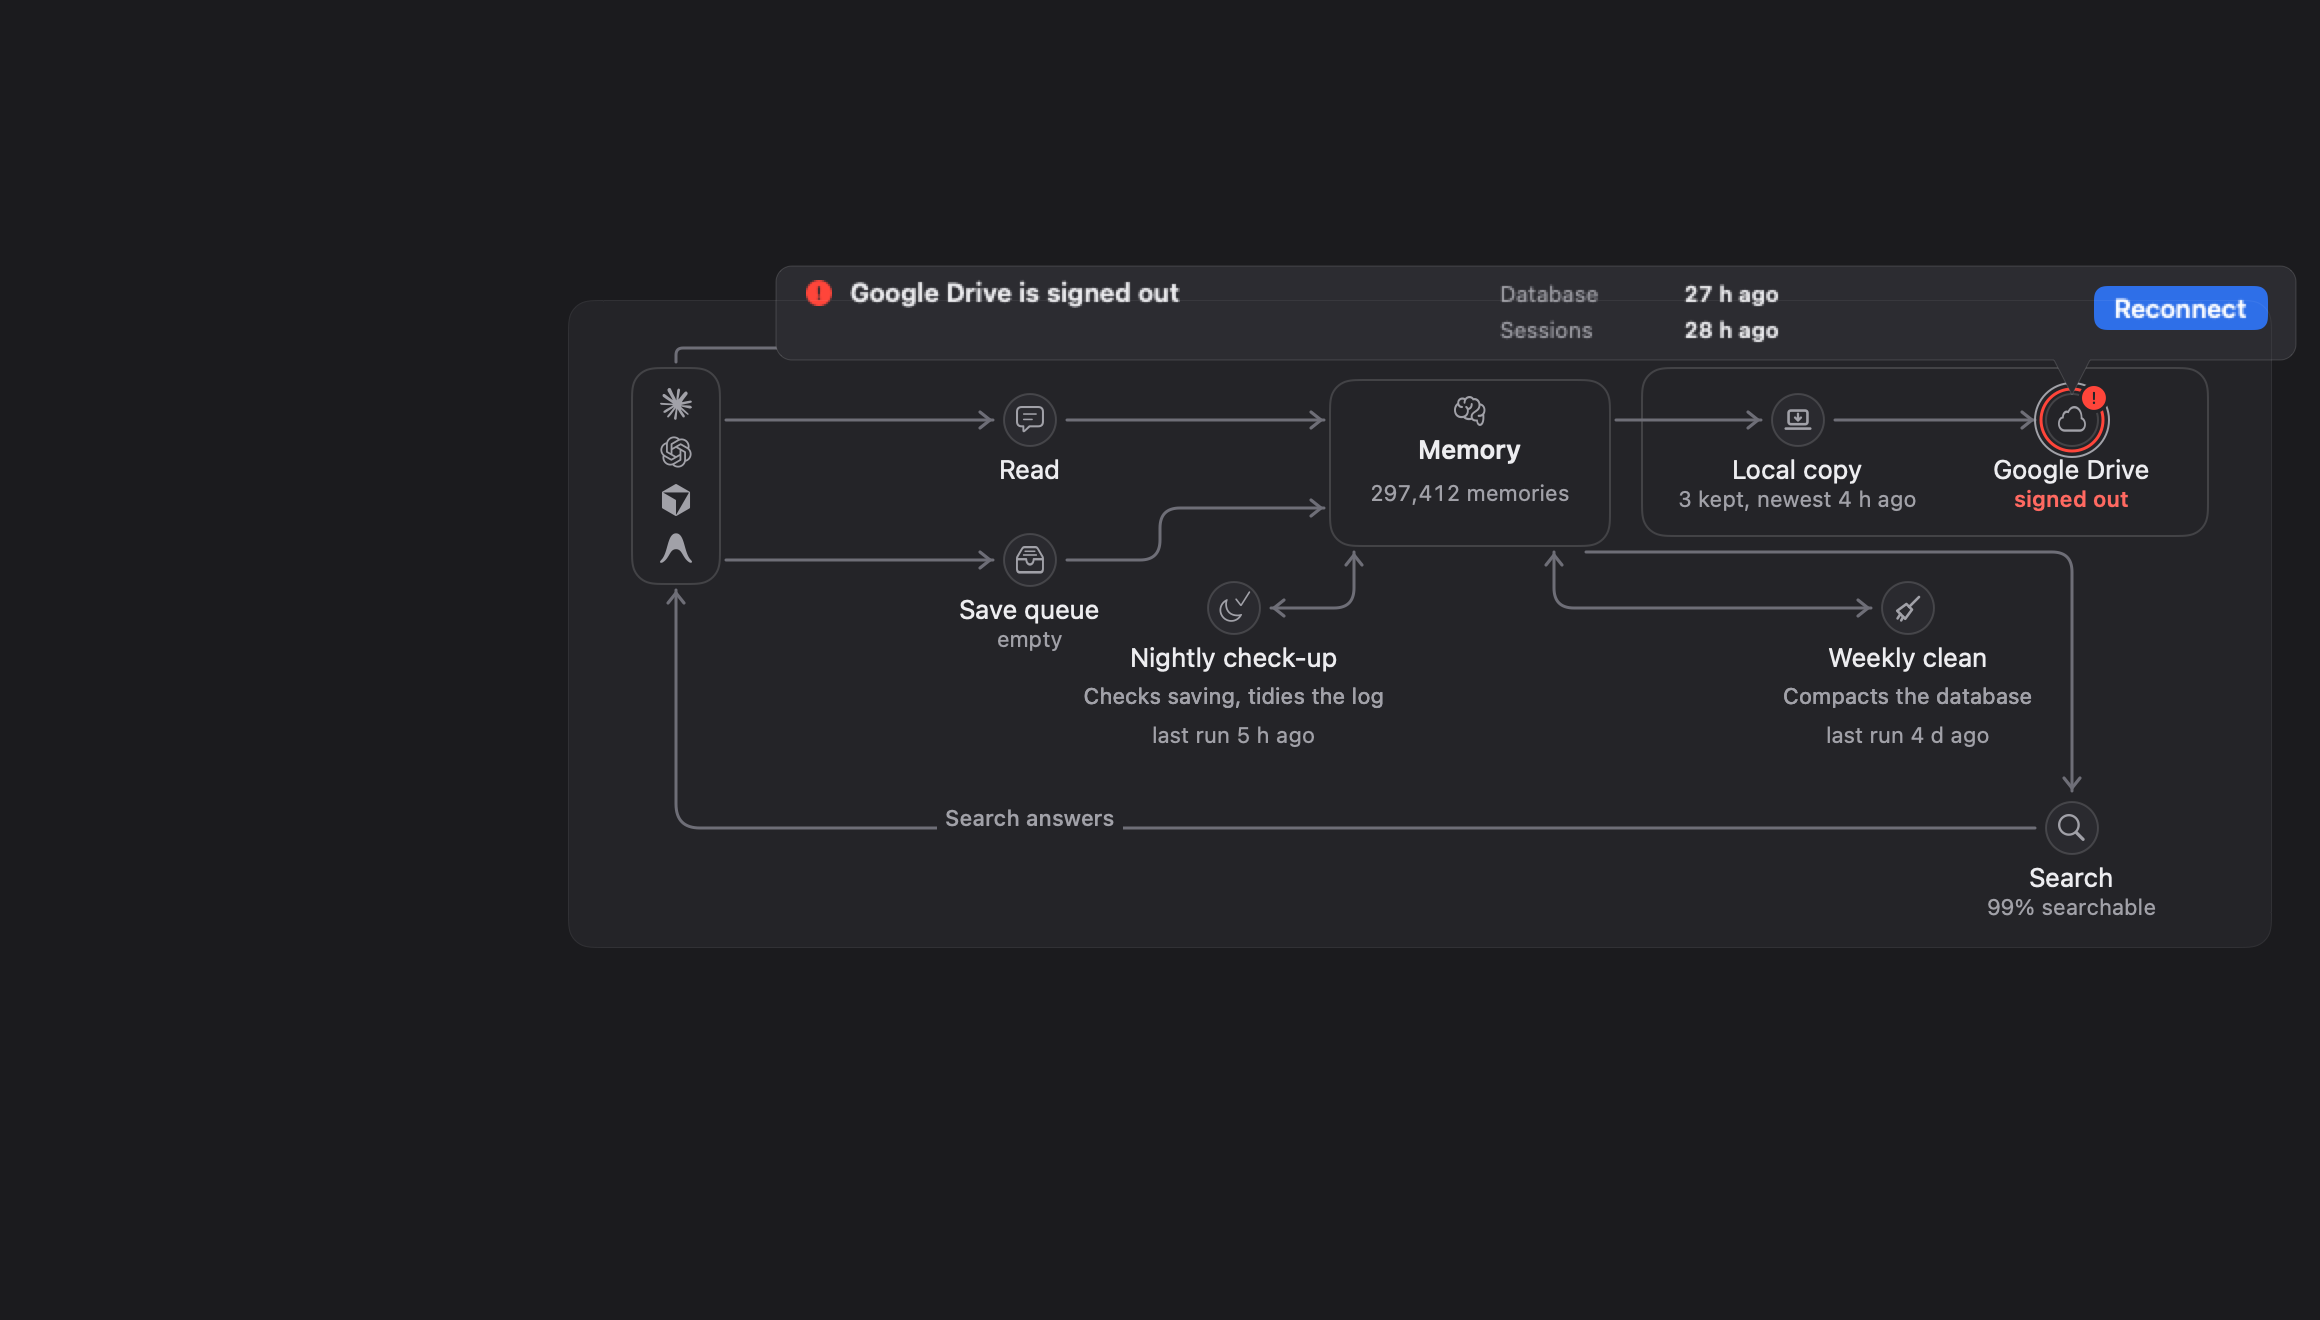 Google Drive is signed out
Database 27 h ago
Sessions 28 h ago
Reconnect
Read
Memory
297,412 memories
Local copy
3 kept, newest 4 h ago
Google Drive
signed out
Save queue
empty
Nightly check-up
Checks saving, tidies the log
last run 5 h ago
Weekly clean
Compacts the database
last run 4 d ago
Search answers
Search
99% searchable